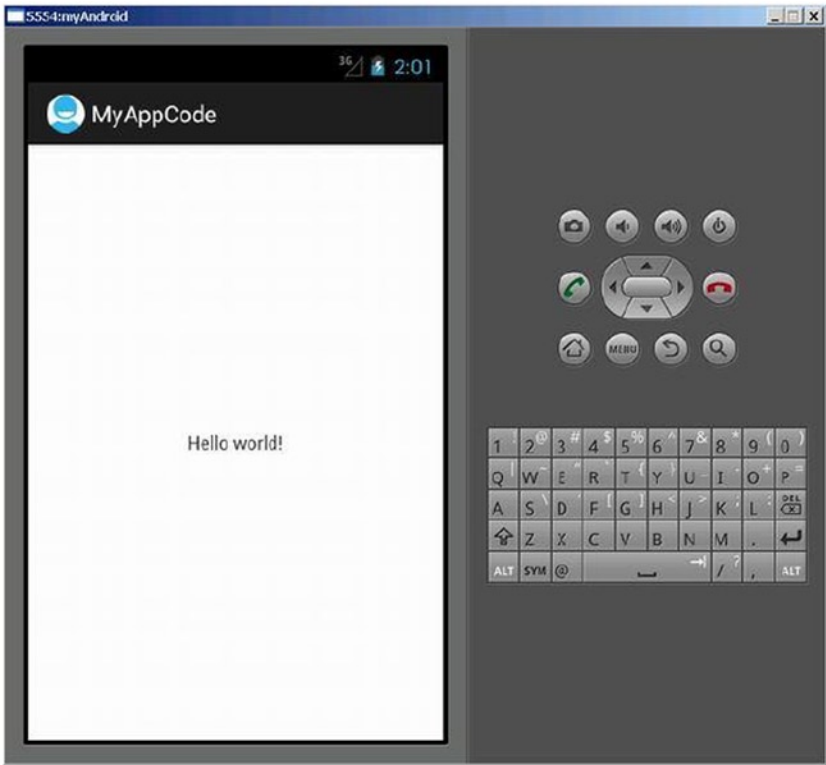 5554:myAndroid
3G 2:01
MyAppCode
Hello world!
MENU
1 ! 2 @ 3 # 4 $ 5 % 6 ^ 7 & 8 * 9 ( 0 )
Q | W ~ E " R ` T { Y } U _ I - O + P =
A S \ D ' F [ G ] H < J > K ; L : DEL
Z X C V B N M .
ALT SYM @ / ? , ALT